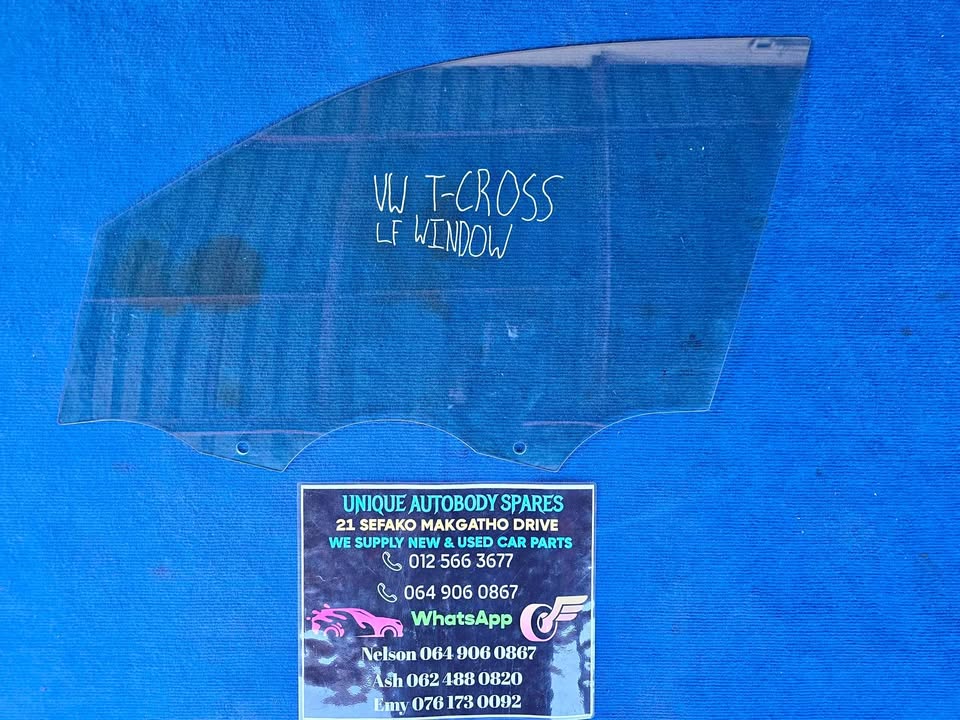 VW T-CROSS
LF WINDOW
UNIQUE AUTOBODY SPARES
21 SEFAKO MAKGATHO DRIVE
WE SUPPLY NEW & USED CAR PARTS
012 566 3677
064 906 0867
WhatsApp
Nelson 064 906 0867
Ash 062 488 0820
Emy 076 173 0092